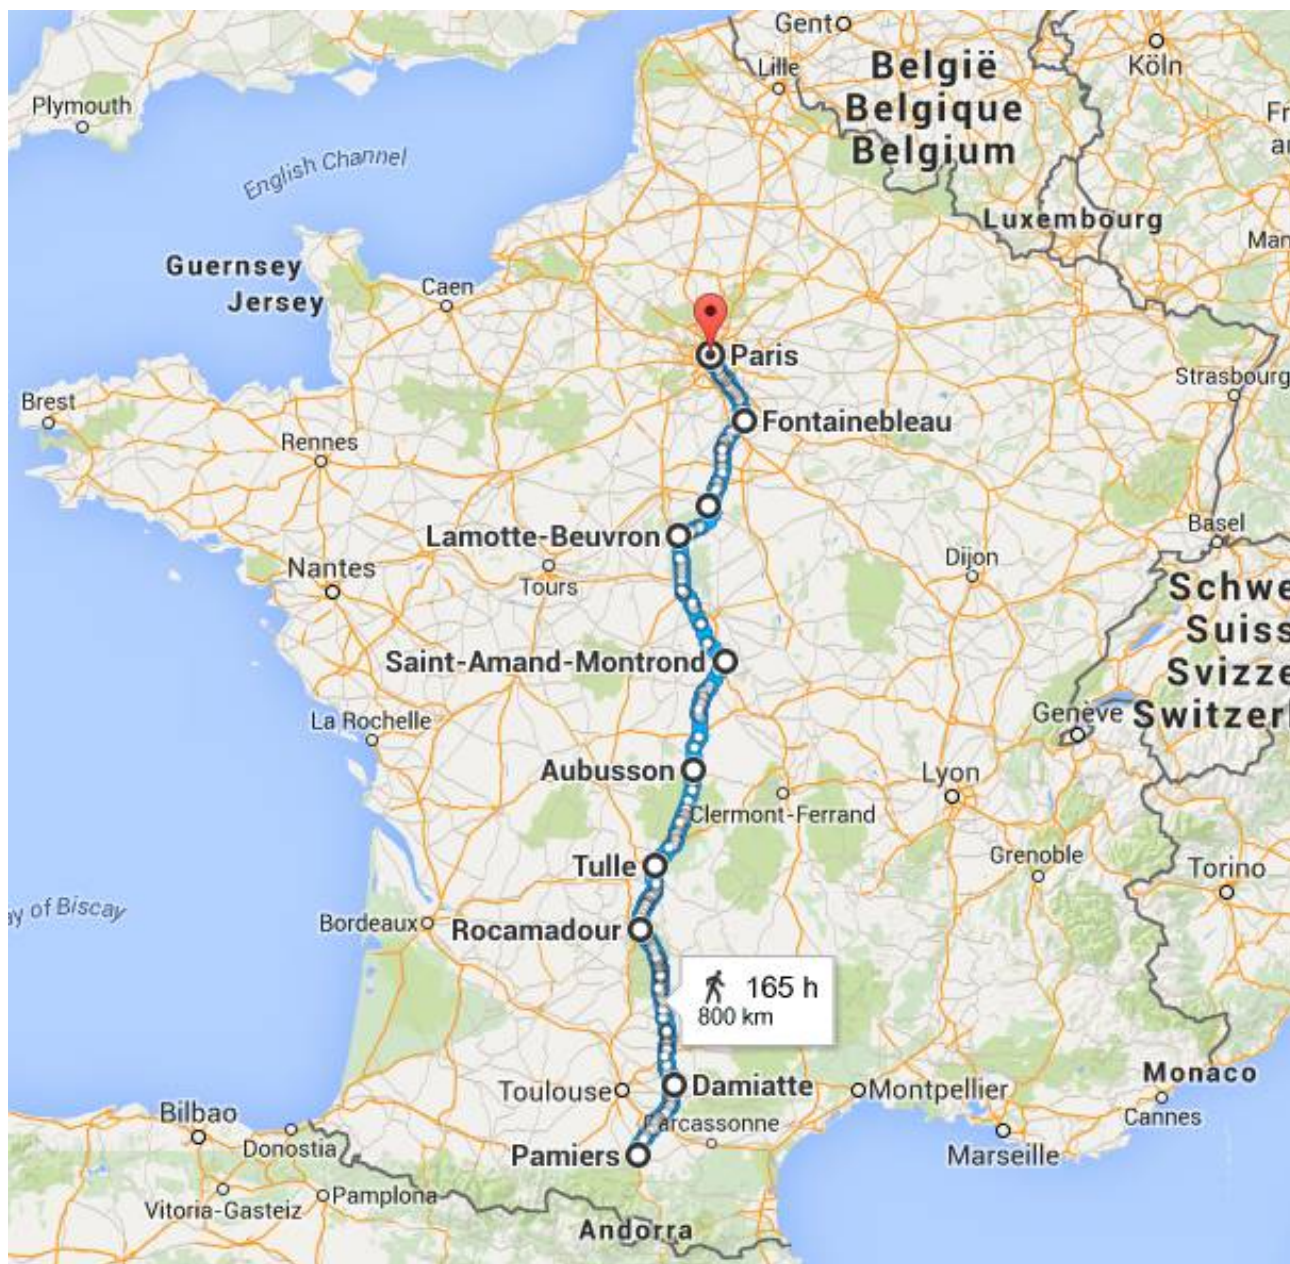 Gent
België
Belgique
Belgium
Köln
Lille
Plymouth
English Channel
Luxembourg
Guernsey
Jersey
Caen
Paris
Strasbourg
Brest
Fontainebleau
Rennes
Lamotte-Beuvron
Basel
Dijon
Nantes
Tours
Schwe
Suiss
Svizze
Switzerl
Saint-Amand-Montrond
La Rochelle
Genève
Aubusson
Lyon
Clermont-Ferrand
Grenoble
Tulle
Torino
ay of Biscay
Bordeaux
Rocamadour
165 h
800 km
Monaco
Toulouse
Damiatte
Montpellier
Cannes
Bilbao
Donostia
Carcassonne
Marseille
Pamiers
Pamplona
Vitoria-Gasteiz
Andorra